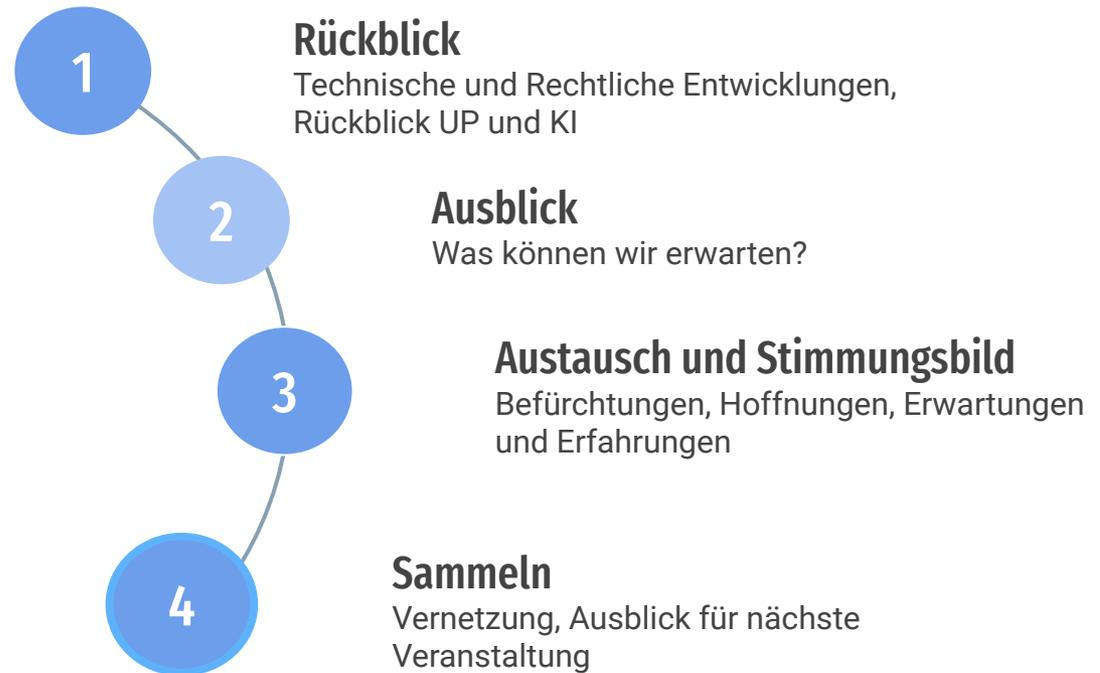 1
Rückblick
Technische und Rechtliche Entwicklungen,
Rückblick UP und KI
2
Ausblick
Was können wir erwarten?
3
Austausch und Stimmungsbild
Befürchtungen, Hoffnungen, Erwartungen
und Erfahrungen
4
Sammeln
Vernetzung, Ausblick für nächste
Veranstaltung